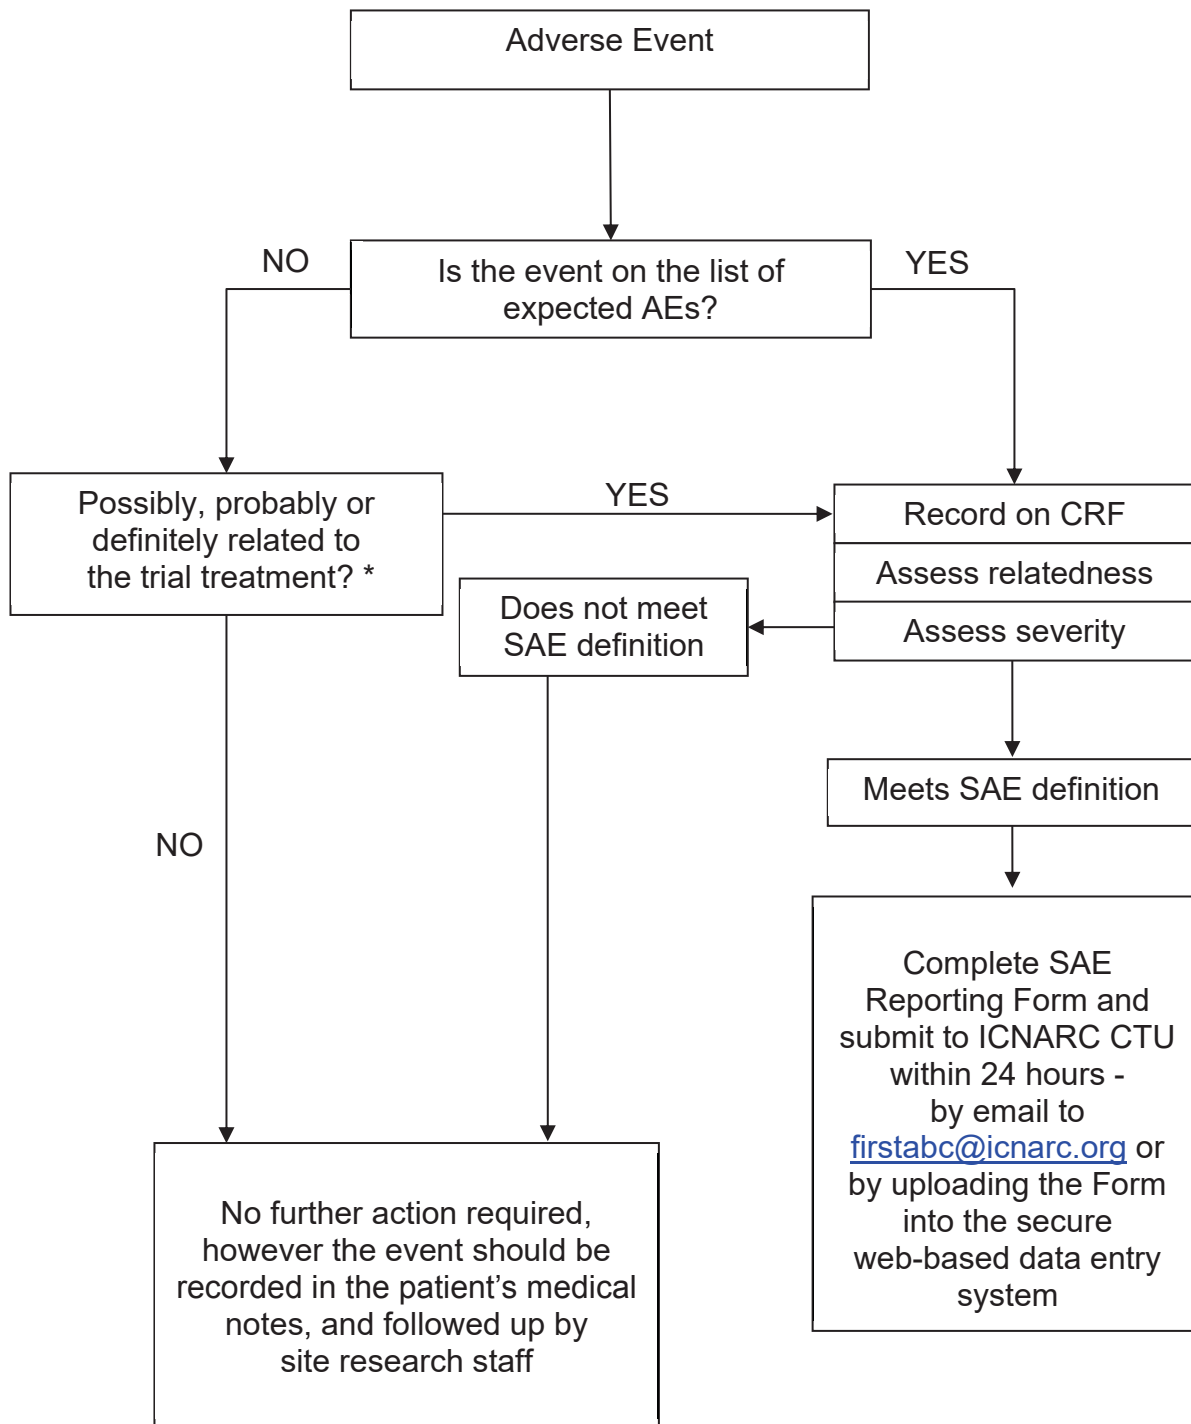 Adverse Event
NO
Is the event on the list of
expected AEs?
YES
Possibly, probably or
definitely related to
the trial treatment? *
YES
Record on CRF
Assess relatedness
Assess severity
Does not meet
SAE definition
Meets SAE definition
NO
Complete SAE
Reporting Form and
submit to ICNARC CTU
within 24 hours -
by email to
firstabc@icnarc.org or
by uploading the Form
into the secure
web-based data entry
system
No further action required,
however the event should be
recorded in the patient’s medical
notes, and followed up by
site research staff